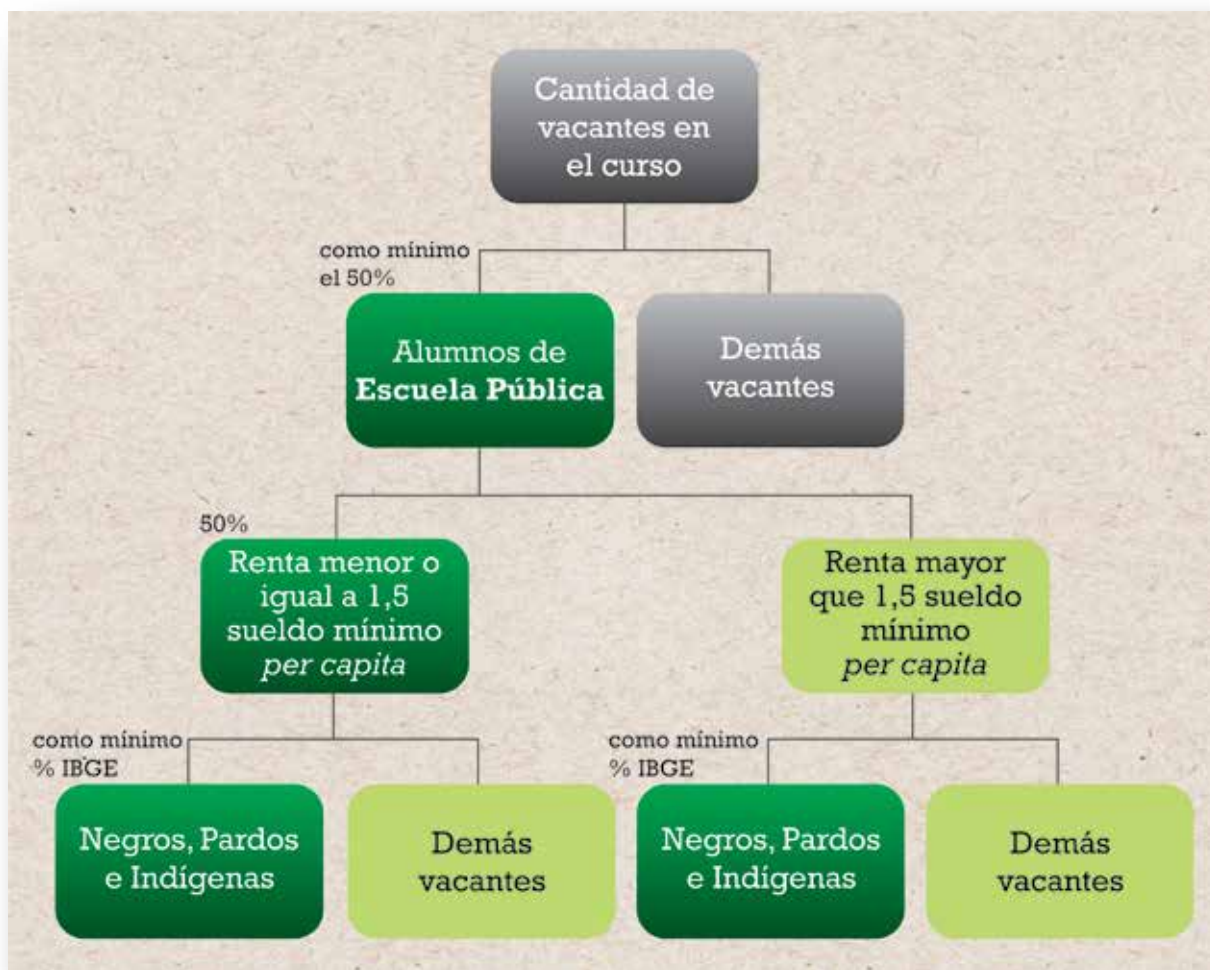 Cantidad de
vacantes en
el curso
como mínimo
el 50%
Alumnos de
Escuela Pública
Demás
vacantes
50%
Renta menor o
igual a 1,5
sueldo mínimo
per capita
Renta mayor
que 1,5 sueldo
mínimo
per capita
como mínimo
% IBGE
Negros, Pardos
e Indígenas
Demás
vacantes
como mínimo
% IBGE
Negros, Pardos
e Indígenas
Demás
vacantes